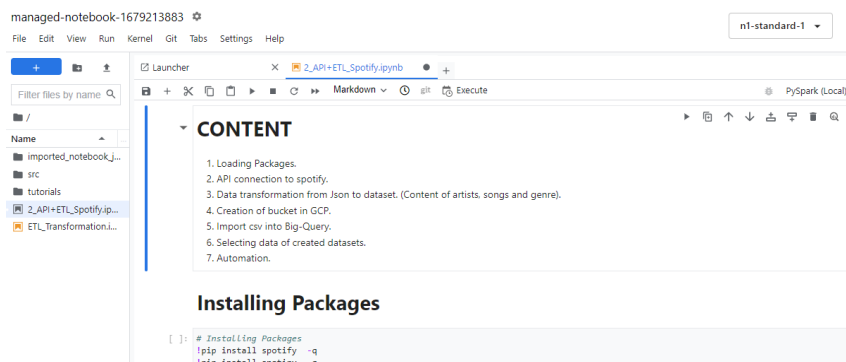 managed-notebook-1679213883
n1-standard-1
File Edit View Run Kernel Git Tabs Settings Help
Launcher
2_API+ETL_Spotify.ipynb
Filter files by name
Markdown
git
Execute
PySpark (Local)
/
Name
imported_notebook_j...
src
tutorials
2_API+ETL_Spotify.ip...
ETL_Transformation.i...
CONTENT
1. Loading Packages.
2. API connection to spotify.
3. Data transformation from Json to dataset. (Content of artists, songs and genre).
4. Creation of bucket in GCP.
5. Import csv into Big-Query.
6. Selecting data of created datasets.
7. Automation.
Installing Packages
[ ]: # Installing Packages
!pip install spotify -q